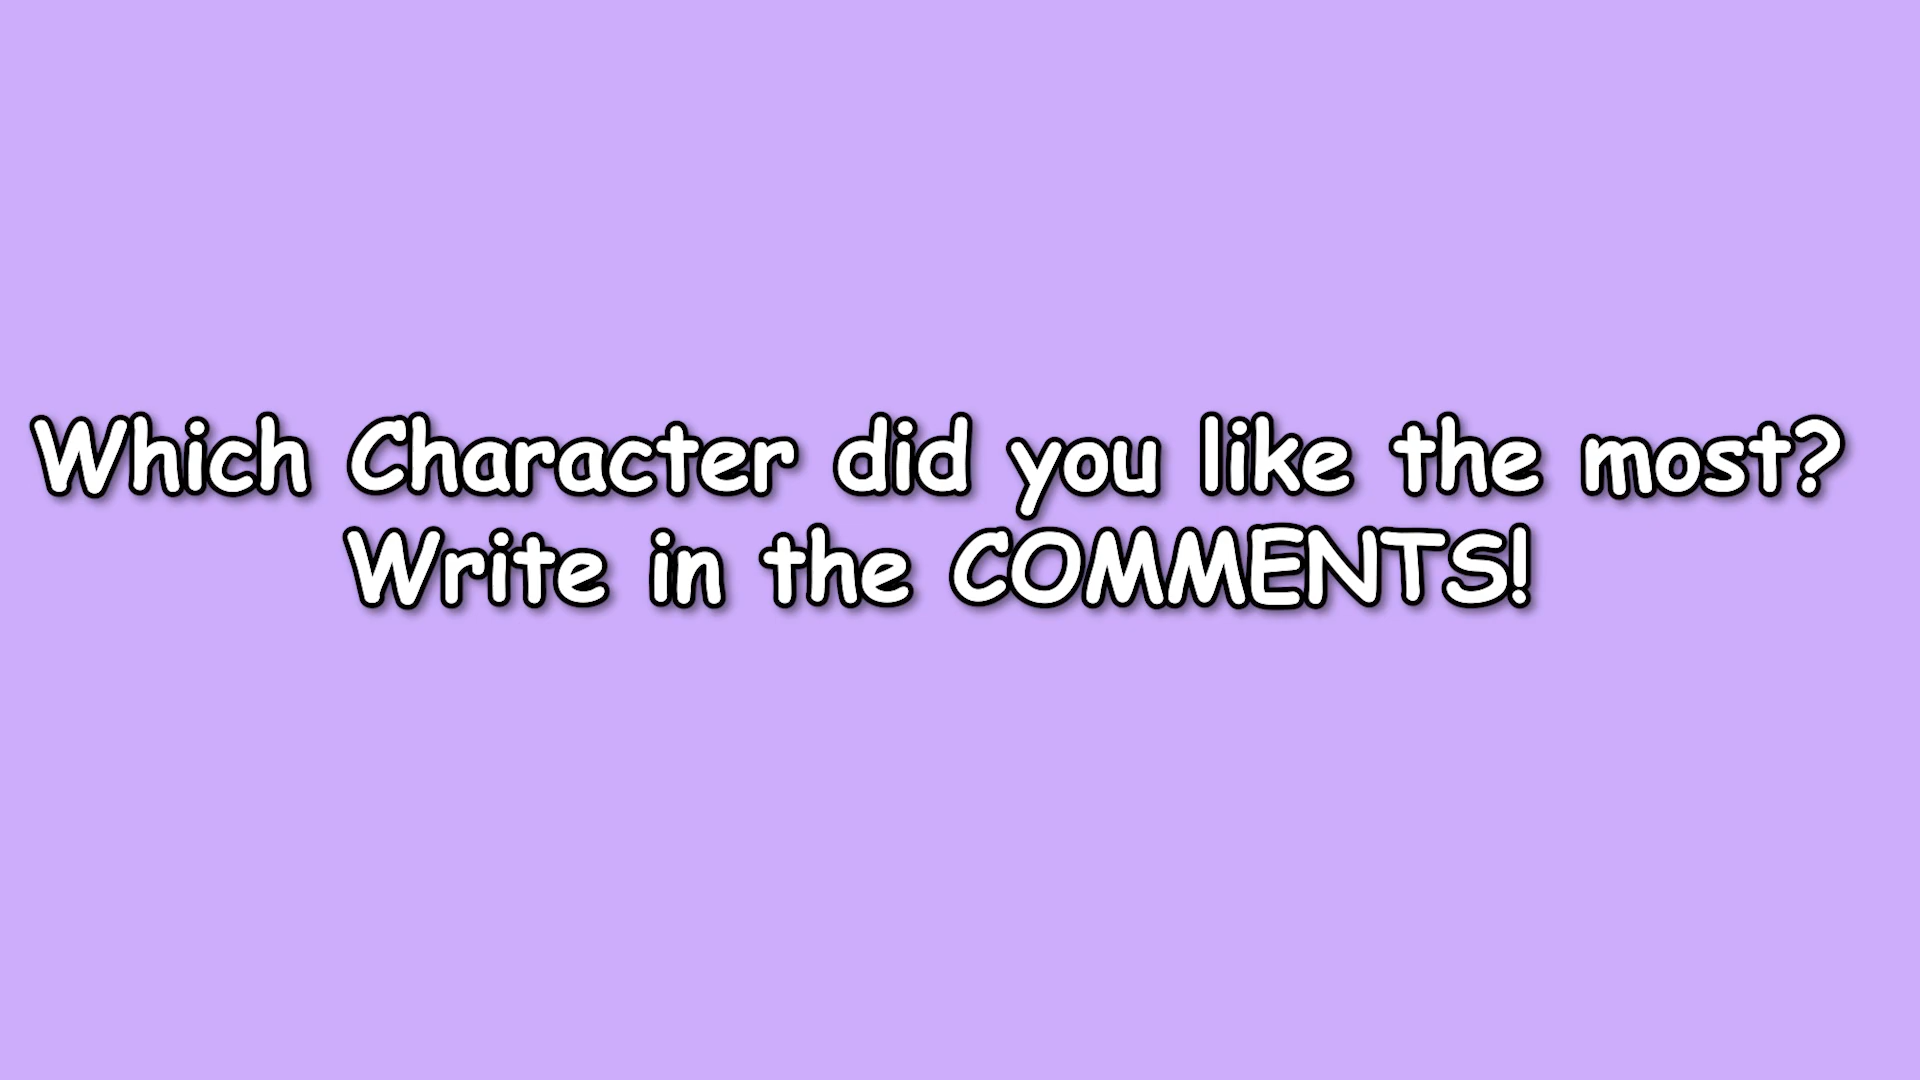 Which Character did you like the most?
Write in the COMMENTS!